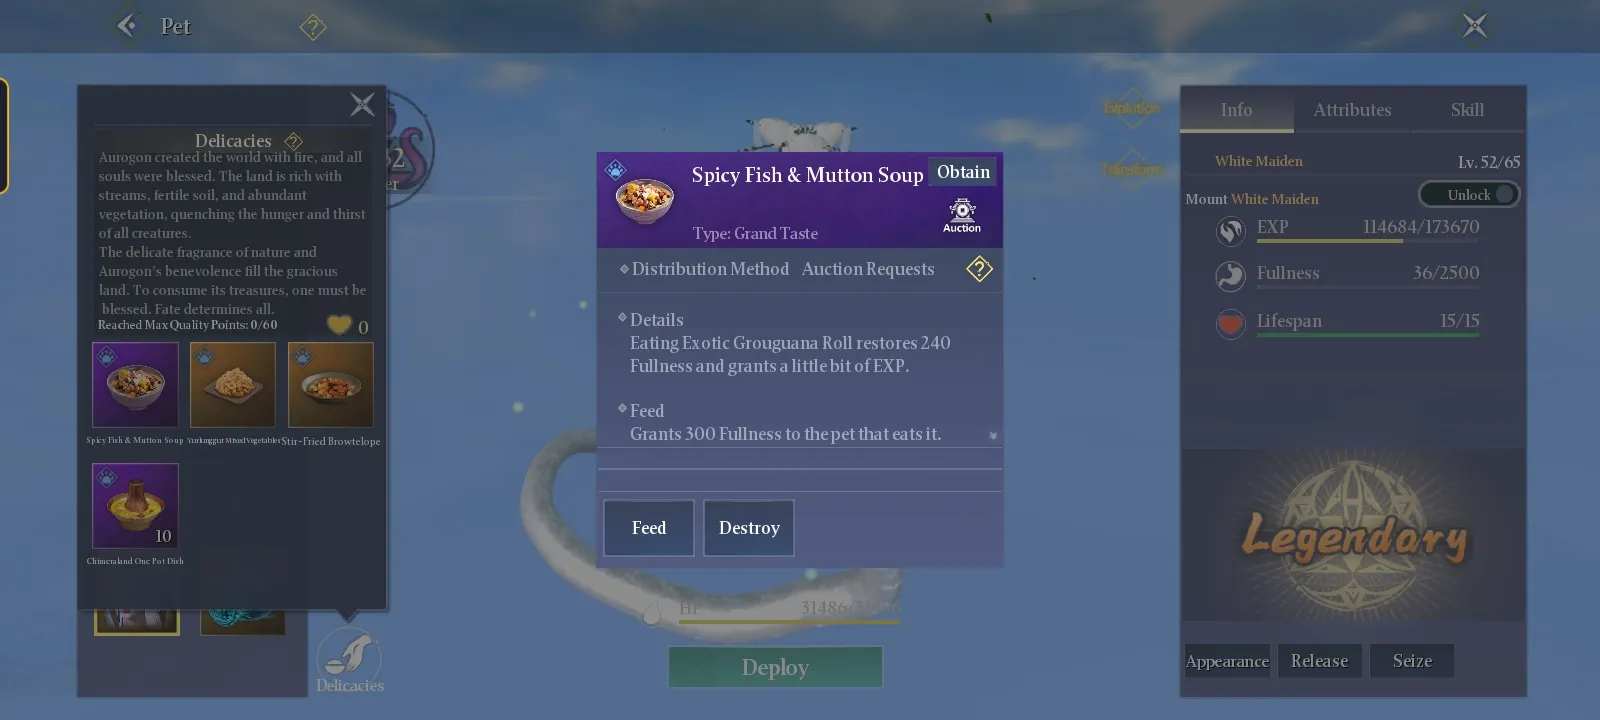 Pet
?
Delicacies ?
Aurogon created the world with fire, and all
souls were blessed. The land is rich with
streams, fertile soil, and abundant
vegetation, quenching the hunger and thirst
of all creatures.
The delicate fragrance of nature and
Aurogon's benevolence fill the gracious
land. To consume its treasures, one must be
blessed. Fate determines all.
Reached Max Quality Points: 0/60
0
Spicy Fish & Mutton Soup
Stir-Fried Browtelope
10
Chimeraland One Pot Dish
Delicacies
Spicy Fish & Mutton Soup
Obtain
Type: Grand Taste
Auction
Distribution Method Auction Requests
?
Details
Eating Exotic Grouguana Roll restores 240
Fullness and grants a little bit of EXP.
Feed
Grants 300 Fullness to the pet that eats it.
Feed
Destroy
HP
Deploy
Evolution
Transform
Info
Attributes
Skill
White Maiden
Lv. 52/65
Mount White Maiden
Unlock
EXP 114684/173670
Fullness 36/2500
Lifespan 15/15
Legendary
Appearance
Release
Seize